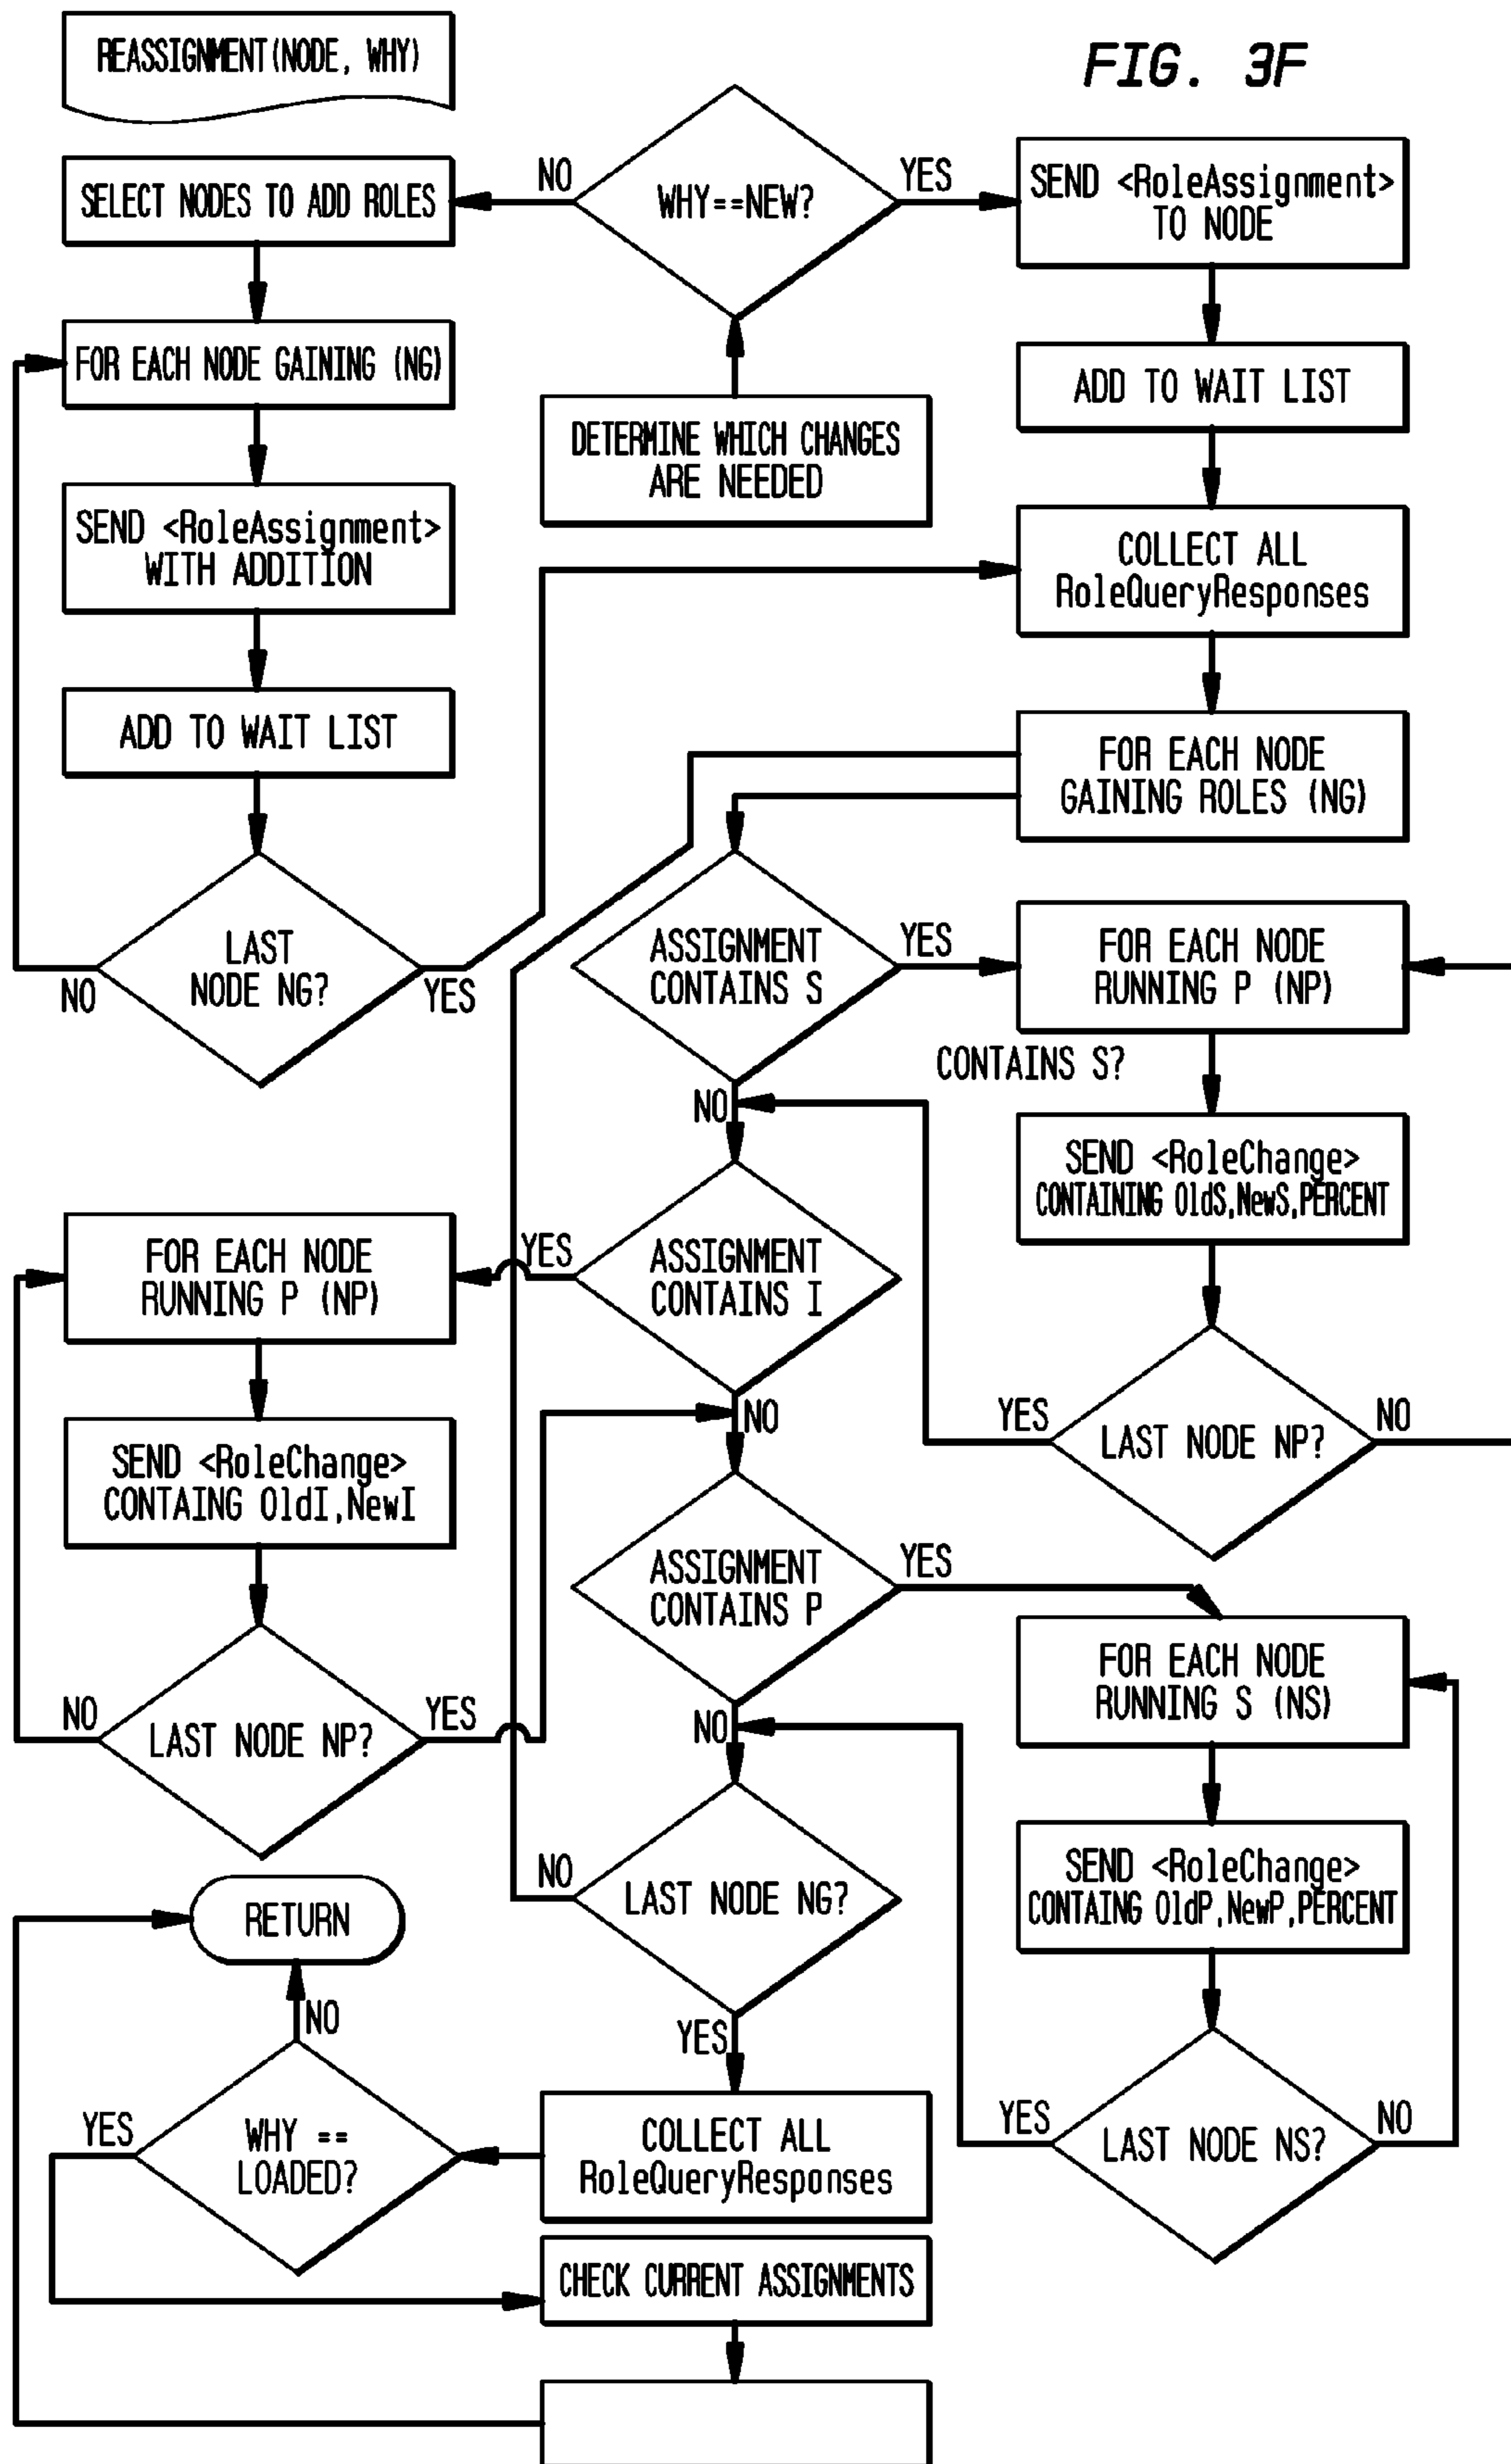 REASSIGNMENT(NODE, WHY)
FIG. 3F
SELECT NODES TO ADD ROLES
NO
WHY==NEW?
YES
SEND <RoleAssignment>
TO NODE
FOR EACH NODE GAINING (NG)
DETERMINE WHICH CHANGES
ARE NEEDED
ADD TO WAIT LIST
SEND <RoleAssignment>
WITH ADDITION
COLLECT ALL
RoleQueryResponses
ADD TO WAIT LIST
FOR EACH NODE
GAINING ROLES (NG)
LAST
NODE NG?
NO
YES
ASSIGNMENT
CONTAINS S
YES
FOR EACH NODE
RUNNING P (NP)
CONTAINS S?
NO
SEND <RoleChange>
CONTAINING OldS,NewS,PERCENT
FOR EACH NODE
RUNNING P (NP)
YES
ASSIGNMENT
CONTAINS I
NO
YES
LAST NODE NP?
NO
SEND <RoleChange>
CONTAING OldI,NewI
ASSIGNMENT
CONTAINS P
YES
FOR EACH NODE
RUNNING S (NS)
NO
LAST NODE NP?
YES
NO
SEND <RoleChange>
CONTAING OldP,NewP,PERCENT
NO
LAST NODE NG?
YES
RETURN
NO
YES
WHY ==
LOADED?
COLLECT ALL
RoleQueryResponses
YES
LAST NODE NS?
NO
CHECK CURRENT ASSIGNMENTS